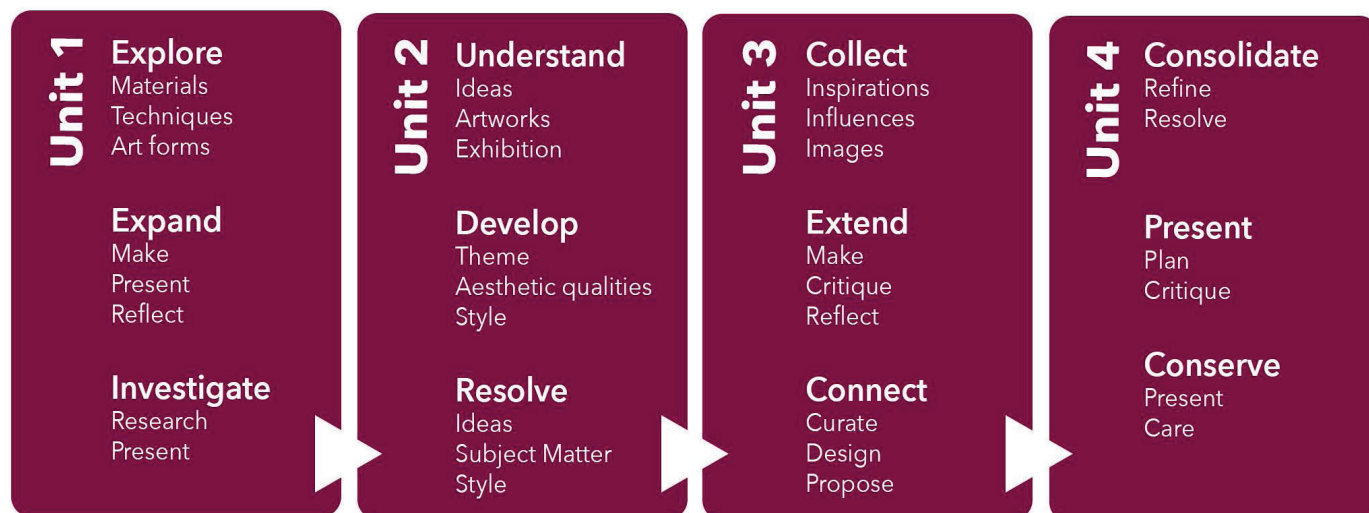 Unit 1
Explore
Materials
Techniques
Art forms
Expand
Make
Present
Reflect
Investigate
Research
Present
Unit 2
Understand
Ideas
Artworks
Exhibition
Develop
Theme
Aesthetic qualities
Style
Resolve
Ideas
Subject Matter
Style
Unit 3
Collect
Inspirations
Influences
Images
Extend
Make
Critique
Reflect
Connect
Curate
Design
Propose
Unit 4
Consolidate
Refine
Resolve
Present
Plan
Critique
Conserve
Present
Care